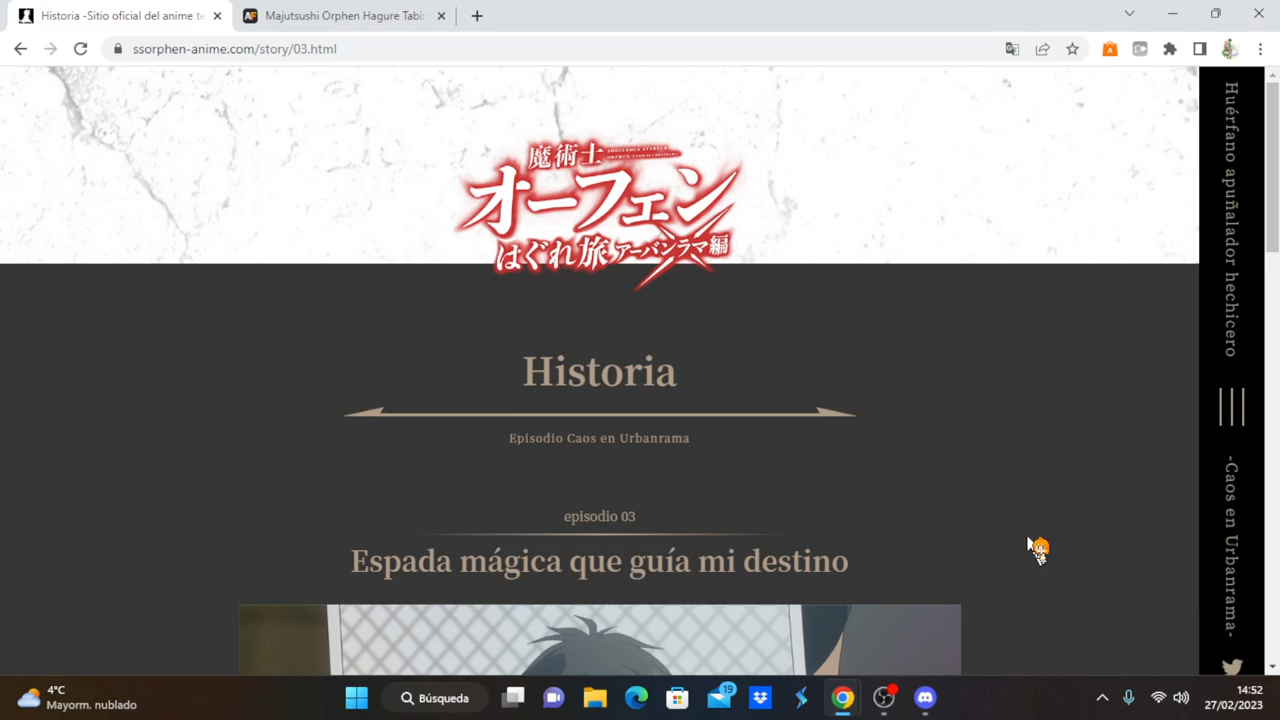 Historia -Sitio oficial del anime te
Majutsushi Orphen Hagure Tabi:
ssorphen-anime.com/story/03.html
魔術士
オーフェン
はぐれ旅 アーバンラマ編
Historia
Episodio Caos en Urbanrama
episodio 03
Espada mágica que guía mi destino
Huérfano apuñalador hechicero
-Caos en Urbanrama-
4°C
Mayorm. nublado
Búsqueda
19
14:52
27/02/2023